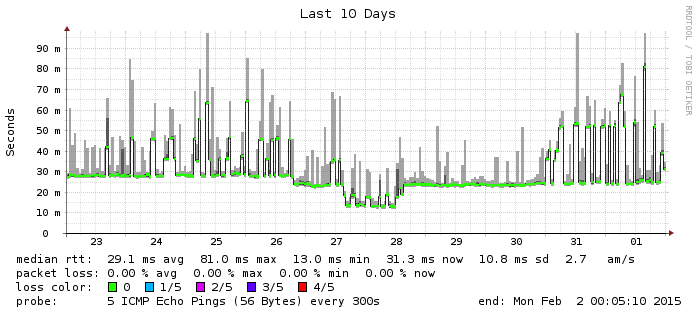 Last 10 Days
RRDTOOL / TOBI OETIKER
Seconds
90 m
80 m
70 m
60 m
50 m
40 m
30 m
20 m
10 m
0
23 24 25 26 27 28 29 30 31 01
median rtt: 29.1 ms avg 81.0 ms max 13.0 ms min 31.3 ms now 10.8 ms sd 2.7 am/s
packet loss: 0.00 % avg 0.00 % max 0.00 % min 0.00 % now
loss color: 0 1/5 2/5 3/5 4/5
probe: 5 ICMP Echo Pings (56 Bytes) every 300s end: Mon Feb 2 00:05:10 2015